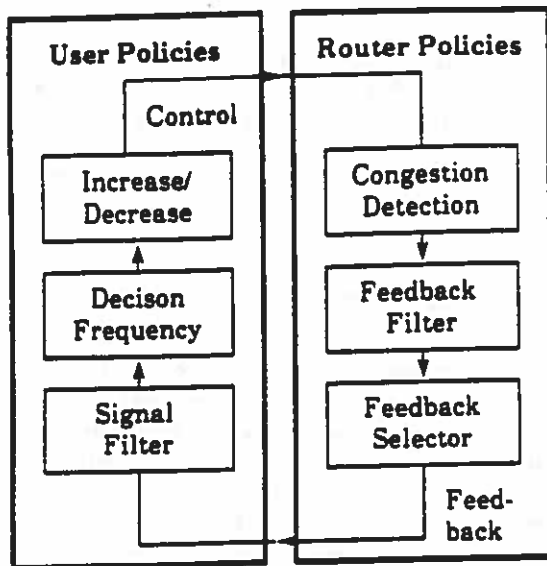 User Policies
Control
Increase/
Decrease
Decison
Frequency
Signal
Filter
Router Policies
Congestion
Detection
Feedback
Filter
Feedback
Selector
Feed-
back